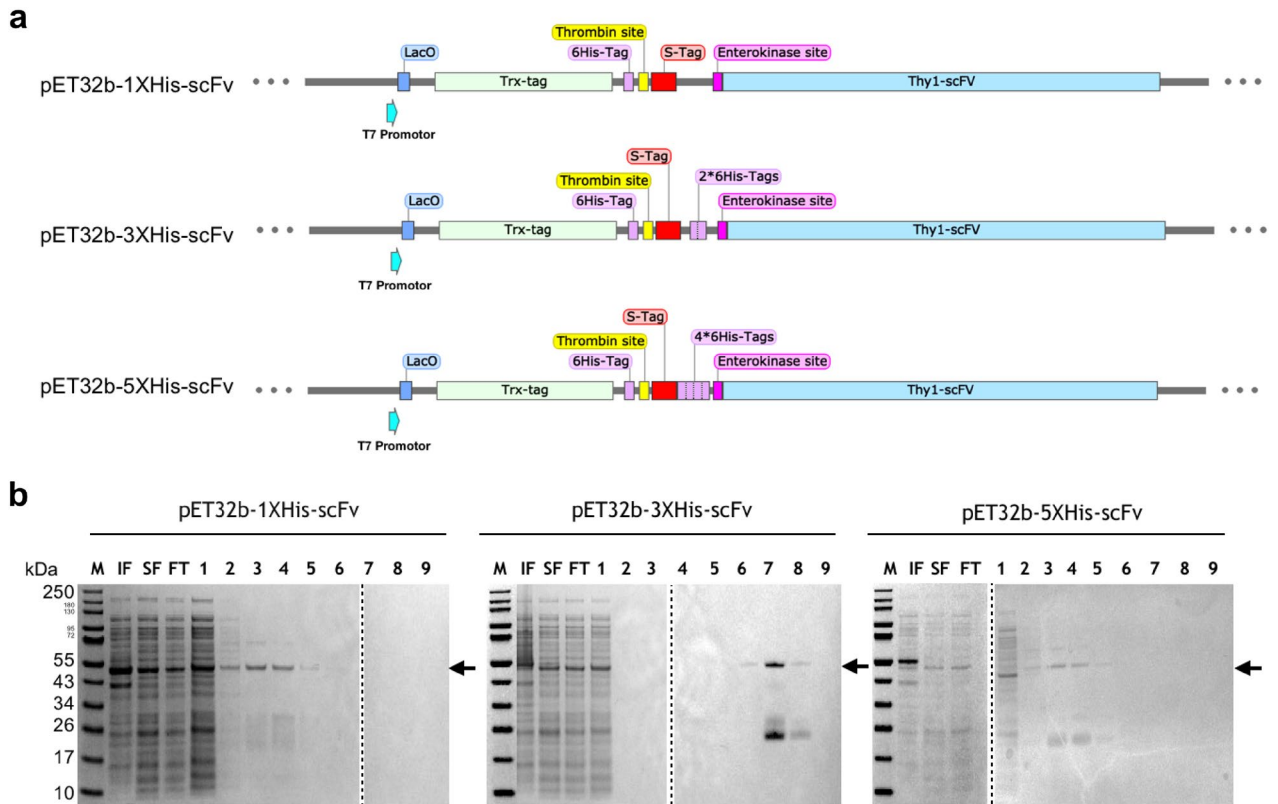 a
Thrombin site
LacO 6His-Tag S-Tag Enterokinase site
pET32b-1XHis-scFv Trx-tag Thy1-scFV
T7 Promotor
S-Tag
2*6His-Tags
Thrombin site
LacO 6His-Tag Enterokinase site
pET32b-3XHis-scFv Trx-tag Thy1-scFV
T7 Promotor
S-Tag
4*6His-Tags
Thrombin site
LacO 6His-Tag Enterokinase site
pET32b-5XHis-scFv Trx-tag Thy1-scFV
T7 Promotor
b
pET32b-1XHis-scFv pET32b-3XHis-scFv pET32b-5XHis-scFv
kDa M IF SF FT 1 2 3 4 5 6 7 8 9 M IF SF FT 1 2 3 4 5 6 7 8 9 M IF SF FT 1 2 3 4 5 6 7 8 9
250
180
130
95
72
55
43
34
26
17
10